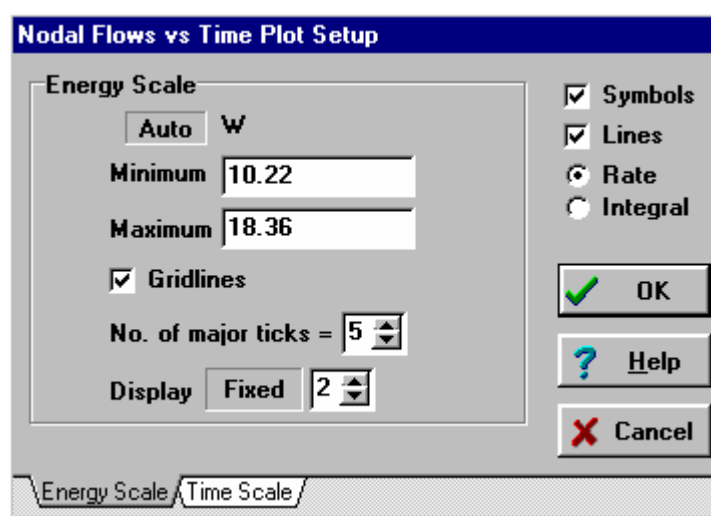 Nodal Flows vs Time Plot Setup
Energy Scale
Auto W
Minimum 10.22
Maximum 18.36
Gridlines
No. of major ticks = 5
Display Fixed 2
Symbols
Lines
Rate
Integral
OK
Help
Cancel
Energy Scale Time Scale